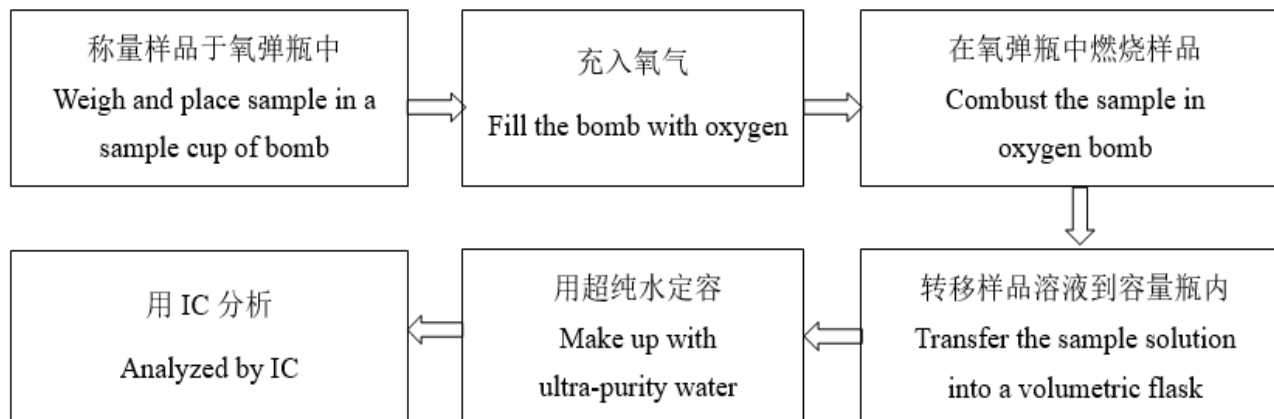 称量样品于氧弹瓶中
Weigh and place sample in a
sample cup of bomb
充入氧气
Fill the bomb with oxygen
在氧弹瓶中燃烧样品
Combust the sample in
oxygen bomb
转移样品溶液到容量瓶内
Transfer the sample solution
into a volumetric flask
用超纯水定容
Make up with
ultra-purity water
用 IC 分析
Analyzed by IC